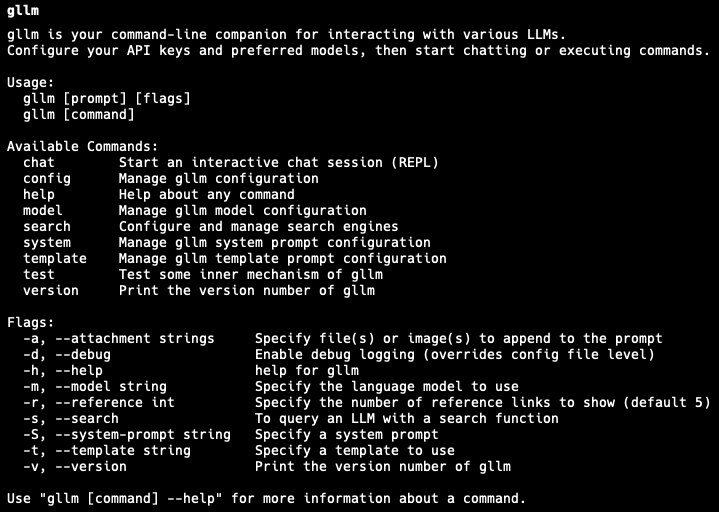 gllm
gllm is your command-line companion for interacting with various LLMs.
Configure your API keys and preferred models, then start chatting or executing commands.
Usage:
  gllm [prompt] [flags]
  gllm [command]
Available Commands:
  chat        Start an interactive chat session (REPL)
  config      Manage gllm configuration
  help        Help about any command
  model       Manage gllm model configuration
  search      Configure and manage search engines
  system      Manage gllm system prompt configuration
  template    Manage gllm template prompt configuration
  test        Test some inner mechanism of gllm
  version     Print the version number of gllm
Flags:
  -a, --attachment strings     Specify file(s) or image(s) to append to the prompt
  -d, --debug                  Enable debug logging (overrides config file level)
  -h, --help                   help for gllm
  -m, --model string           Specify the language model to use
  -r, --reference int          Specify the number of reference links to show (default 5)
  -s, --search                 To query an LLM with a search function
  -S, --system-prompt string   Specify a system prompt
  -t, --template string        Specify a template to use
  -v, --version                Print the version number of gllm
Use "gllm [command] --help" for more information about a command.